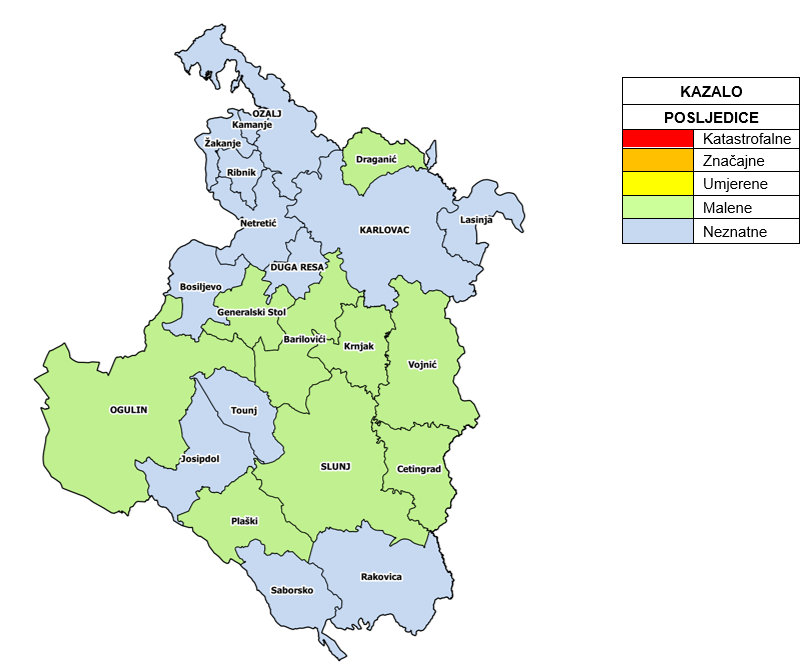 KAZALO
POSLJEDICE
Katastrofalne
Značajne
Umjerene
Malene
Neznatne
OZALJ
Kamanje
Žakanje
Draganić
Ribnik
Lasinja
Netretić
KARLOVAC
DUGA RESA
Bosiljevo
Generalski Stol
Barilovići
Krnjak
Vojnić
OGULIN
Tounj
Josipdol
SLUNJ
Cetingrad
Plaški
Rakovica
Saborsko